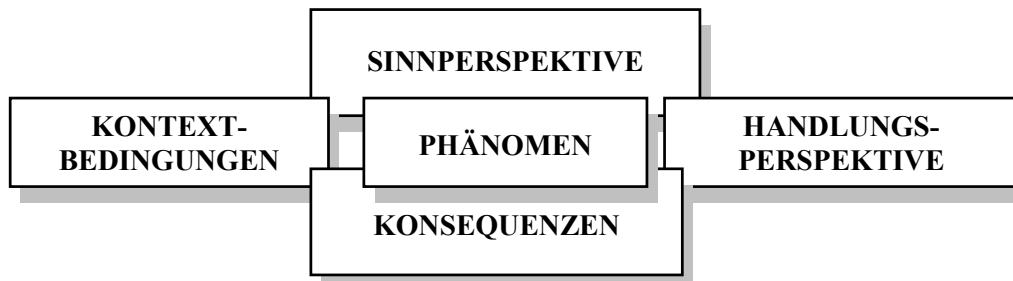 SINNPERSPEKTIVE
KONTEXT-
BEDINGUNGEN
PHÄNOMEN
HANDLUNGS-
PERSPEKTIVE
KONSEQUENZEN